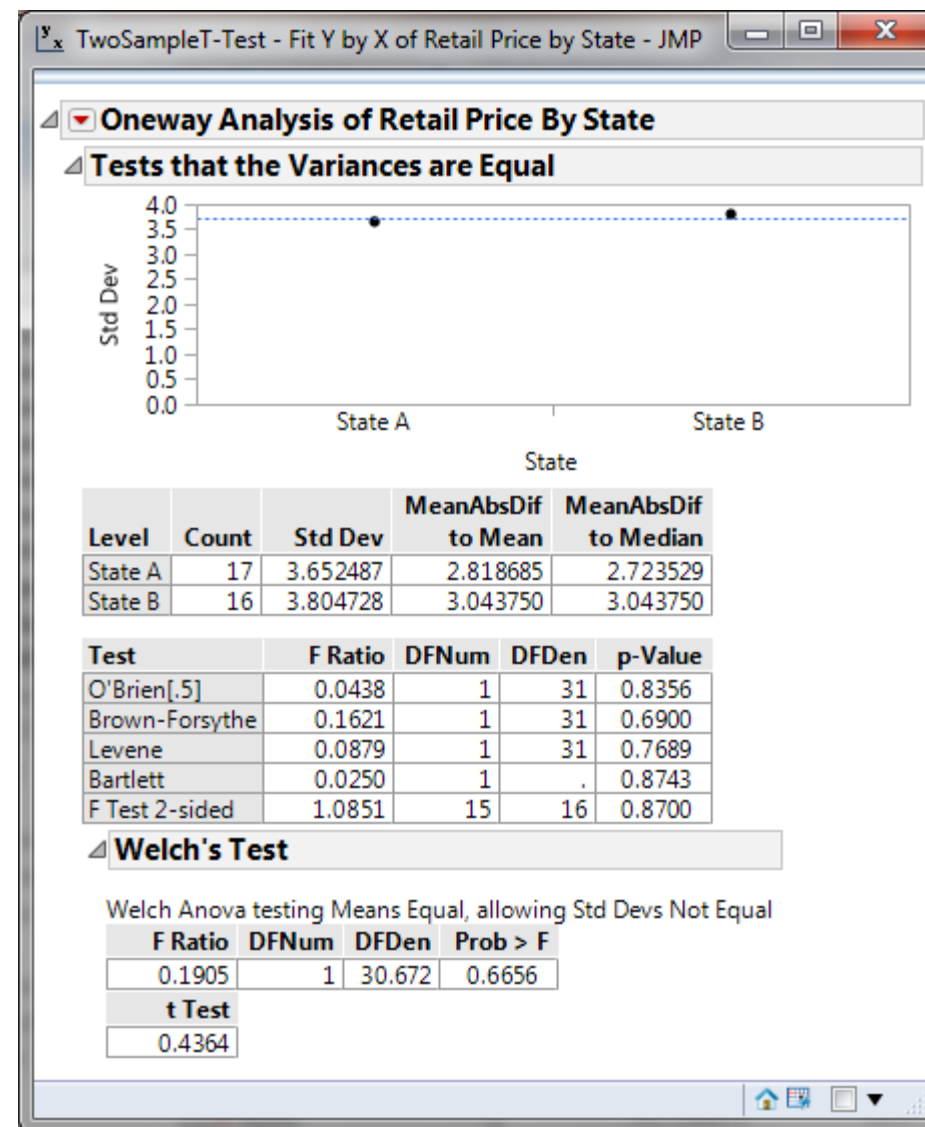 TwoSampleT-Test - Fit Y by X of Retail Price by State - JMP
Oneway Analysis of Retail Price By State
Tests that the Variances are Equal
4.0
3.5
3.0
2.5
2.0
1.5
1.0
0.5
0.0
Std Dev
State A State B
State
Level Count Std Dev MeanAbsDif to Mean MeanAbsDif to Median
State A 17 3.652487 2.818685 2.723529
State B 16 3.804728 3.043750 3.043750
Test F Ratio DFNum DFDen p-Value
O'Brien[.5] 0.0438 1 31 0.8356
Brown-Forsythe 0.1621 1 31 0.6900
Levene 0.0879 1 31 0.7689
Bartlett 0.0250 1 . 0.8743
F Test 2-sided 1.0851 15 16 0.8700
Welch's Test
Welch Anova testing Means Equal, allowing Std Devs Not Equal
F Ratio DFNum DFDen Prob > F
0.1905 1 30.672 0.6656
t Test
0.4364